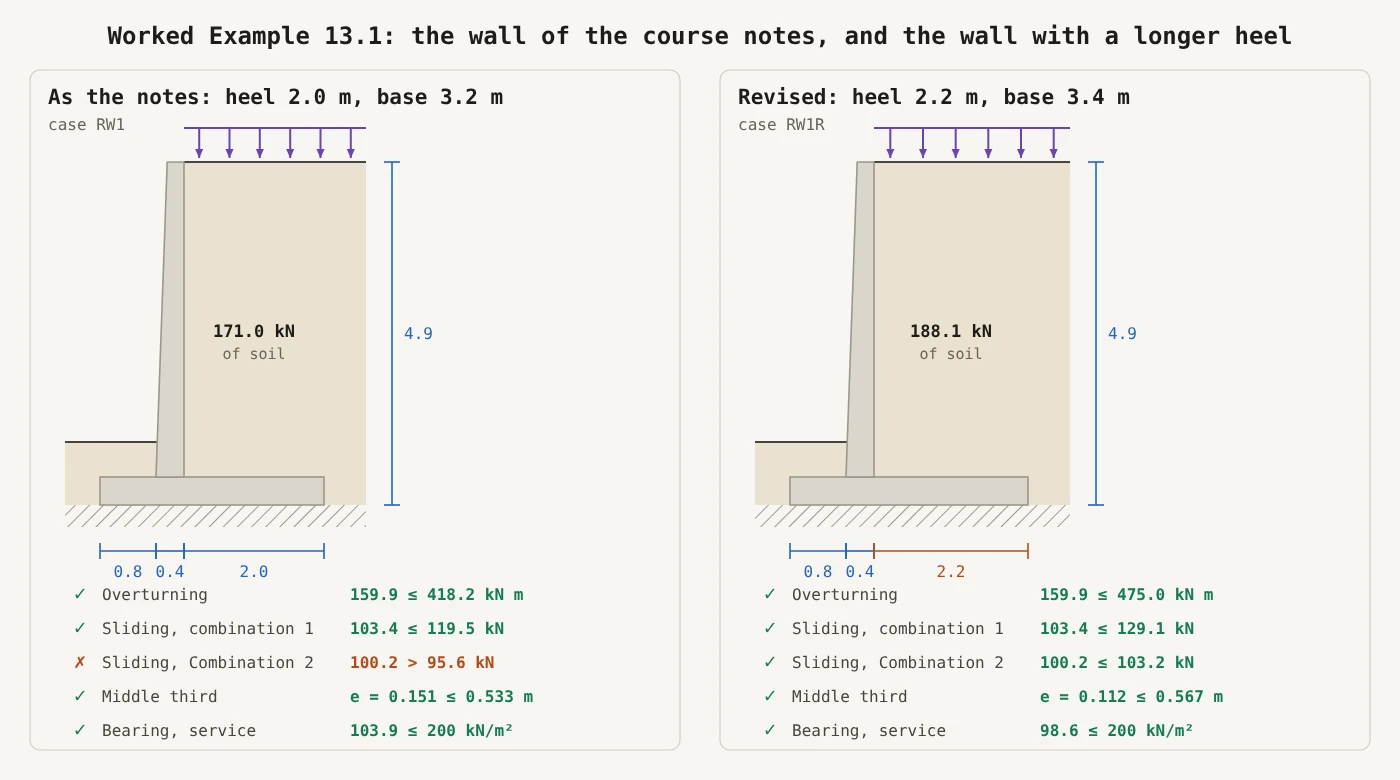 Worked Example 13.1: the wall of the course notes, and the wall with a longer heel
As the notes: heel 2.0 m, base 3.2 m
case RW1
171.0 kN
of soil
4.9
0.8 0.4 2.0
✓ Overturning 159.9 ≤ 418.2 kN m
✓ Sliding, combination 1 103.4 ≤ 119.5 kN
✗ Sliding, Combination 2 100.2 > 95.6 kN
✓ Middle third e = 0.151 ≤ 0.533 m
✓ Bearing, service 103.9 ≤ 200 kN/m²
Revised: heel 2.2 m, base 3.4 m
case RW1R
188.1 kN
of soil
4.9
0.8 0.4 2.2
✓ Overturning 159.9 ≤ 475.0 kN m
✓ Sliding, combination 1 103.4 ≤ 129.1 kN
✓ Sliding, Combination 2 100.2 ≤ 103.2 kN
✓ Middle third e = 0.112 ≤ 0.567 m
✓ Bearing, service 98.6 ≤ 200 kN/m²